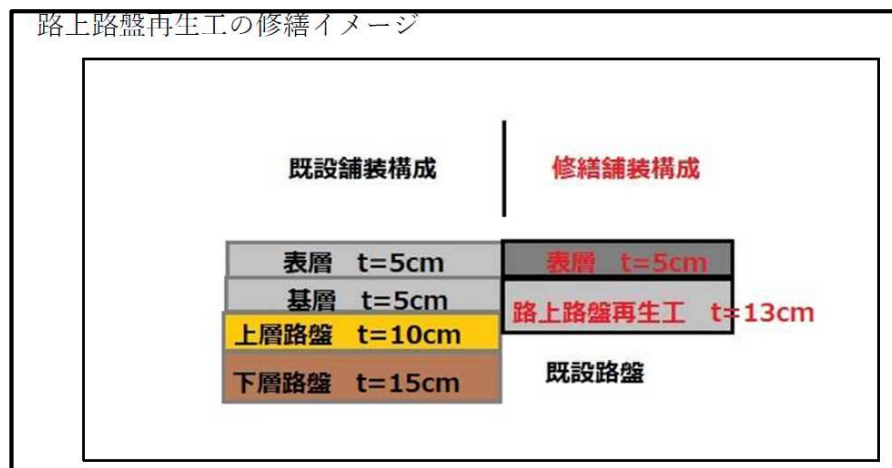 路上路盤再生工の修繕イメージ
既設舗装構成
修繕舗装構成
表層 t=5cm
基層 t=5cm
上層路盤 t=10cm
下層路盤 t=15cm
表層 t=5cm
路上路盤再生工 t=13cm
既設路盤